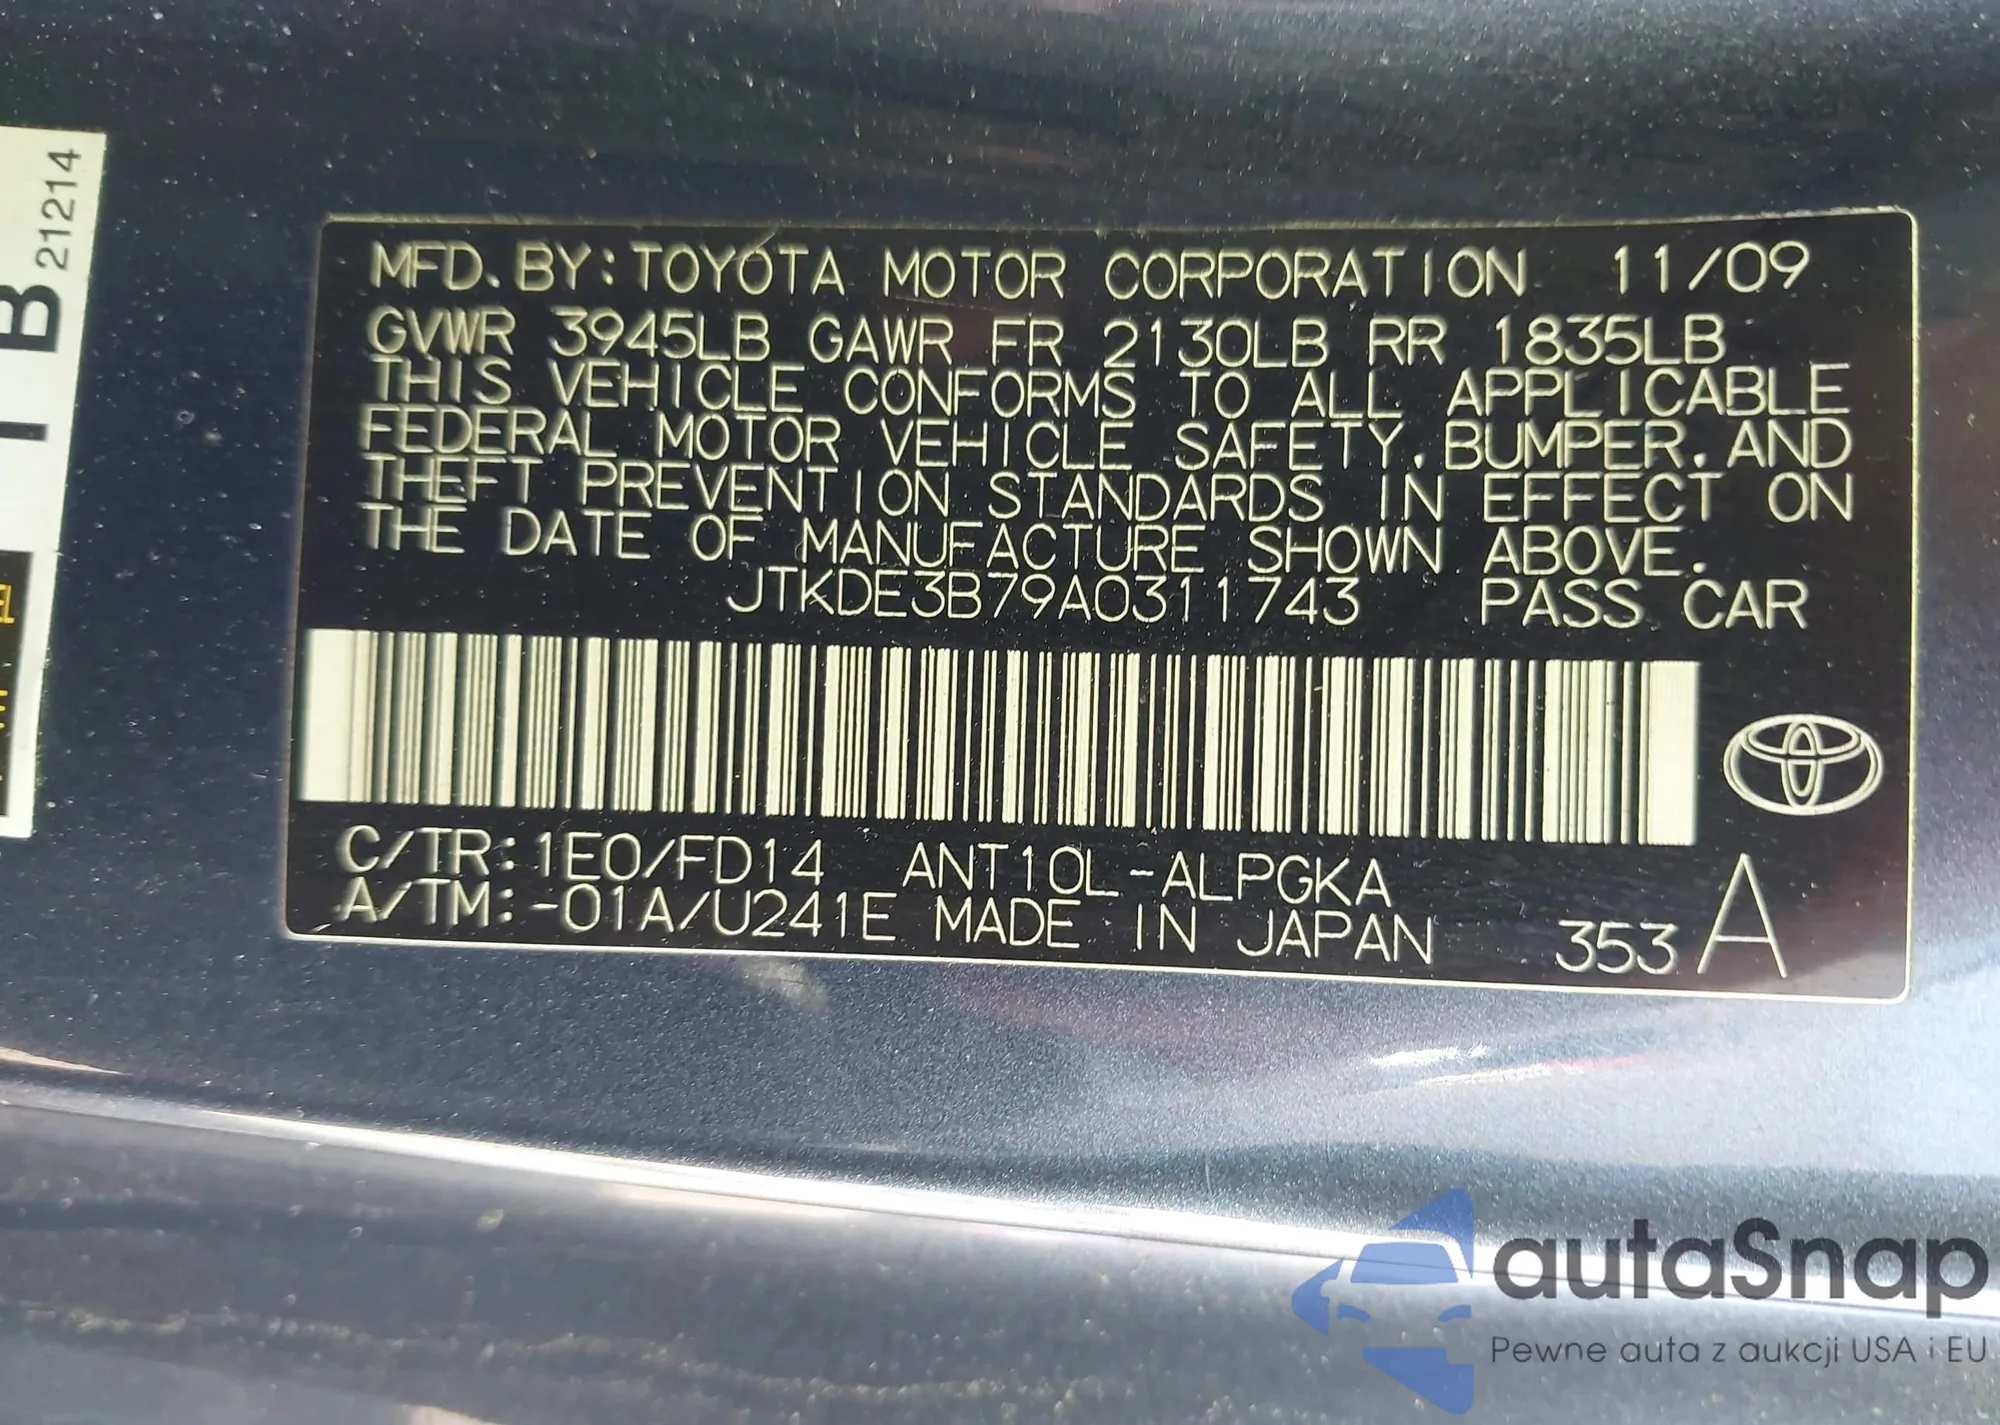 21214
TB
EL
MFD. BY: TOYOTA MOTOR CORPORATION 11/09
GVWR 3945LB GAWR FR 2130LB RR 1835LB
THIS VEHICLE CONFORMS TO ALL APPLICABLE
FEDERAL MOTOR VEHICLE SAFETY, BUMPER, AND
THEFT PREVENTION STANDARDS IN EFFECT ON
THE DATE OF MANUFACTURE SHOWN ABOVE.
JTKDE3B79A0311743 PASS CAR
C/TR: 1E0/FD14 ANT10L-ALPGKA
A/TM: -01A/U241E MADE IN JAPAN 353 A
autaSnap
Pewne auta z aukcji USA i EU